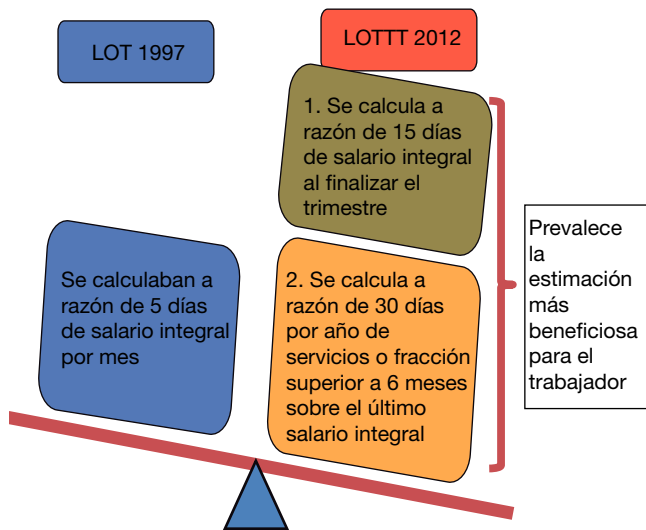 LOT 1997
LOTTT 2012
1. Se calcula a
razón de 15 días
de salario integral
al finalizar el
trimestre
Se calculaban a
razón de 5 días
de salario integral
por mes
2. Se calcula a
razón de 30 días
por año de
servicios o fracción
superior a 6 meses
sobre el último
salario integral
Prevalece
la
estimación
más
beneficiosa
para el
trabajador